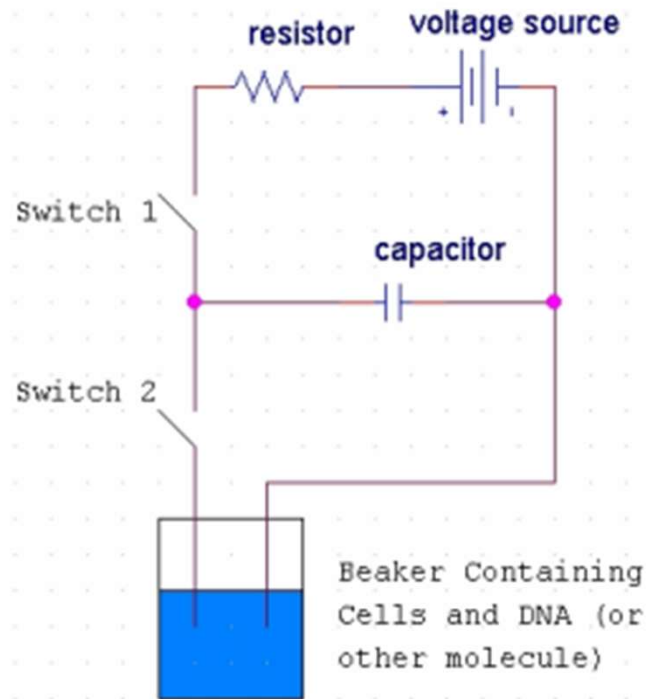 resistor
voltage source
+
Switch 1
capacitor
Switch 2
Beaker Containing
Cells and DNA (or
other molecule)